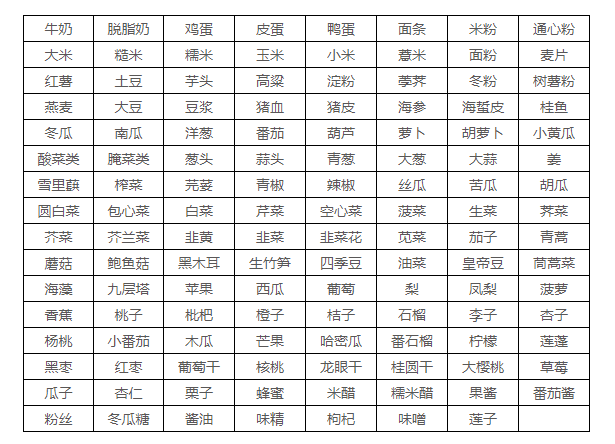 牛奶 脱脂奶 鸡蛋 皮蛋 鸭蛋 面条 米粉 通心粉
大米 糙米 糯米 玉米 小米 薏米 面粉 麦片
红薯 土豆 芋头 高粱 淀粉 荸荠 冬粉 树薯粉
燕麦 大豆 豆浆 猪血 猪皮 海参 海蜇皮 桂鱼
冬瓜 南瓜 洋葱 番茄 葫芦 萝卜 胡萝卜 小黄瓜
酸菜类 腌菜类 葱头 蒜头 青葱 大葱 大蒜 姜
雪里蕻 榨菜 芫荽 青椒 辣椒 丝瓜 苦瓜 胡瓜
圆白菜 包心菜 白菜 芹菜 空心菜 菠菜 生菜 荠菜
芥菜 芥兰菜 韭黄 韭菜 韭菜花 苋菜 茄子 青蒿
蘑菇 鲍鱼菇 黑木耳 生竹笋 四季豆 油菜 皇帝豆 茼蒿菜
海藻 九层塔 苹果 西瓜 葡萄 梨 凤梨 菠萝
香蕉 桃子 枇杷 橙子 桔子 石榴 李子 杏子
杨桃 小番茄 木瓜 芒果 哈密瓜 番石榴 柠檬 莲蓬
黑枣 红枣 葡萄干 核桃 龙眼干 桂圆干 大樱桃 草莓
瓜子 杏仁 栗子 蜂蜜 米醋 糯米醋 果酱 番茄酱
粉丝 冬瓜糖 酱油 味精 枸杞 味噌 莲子